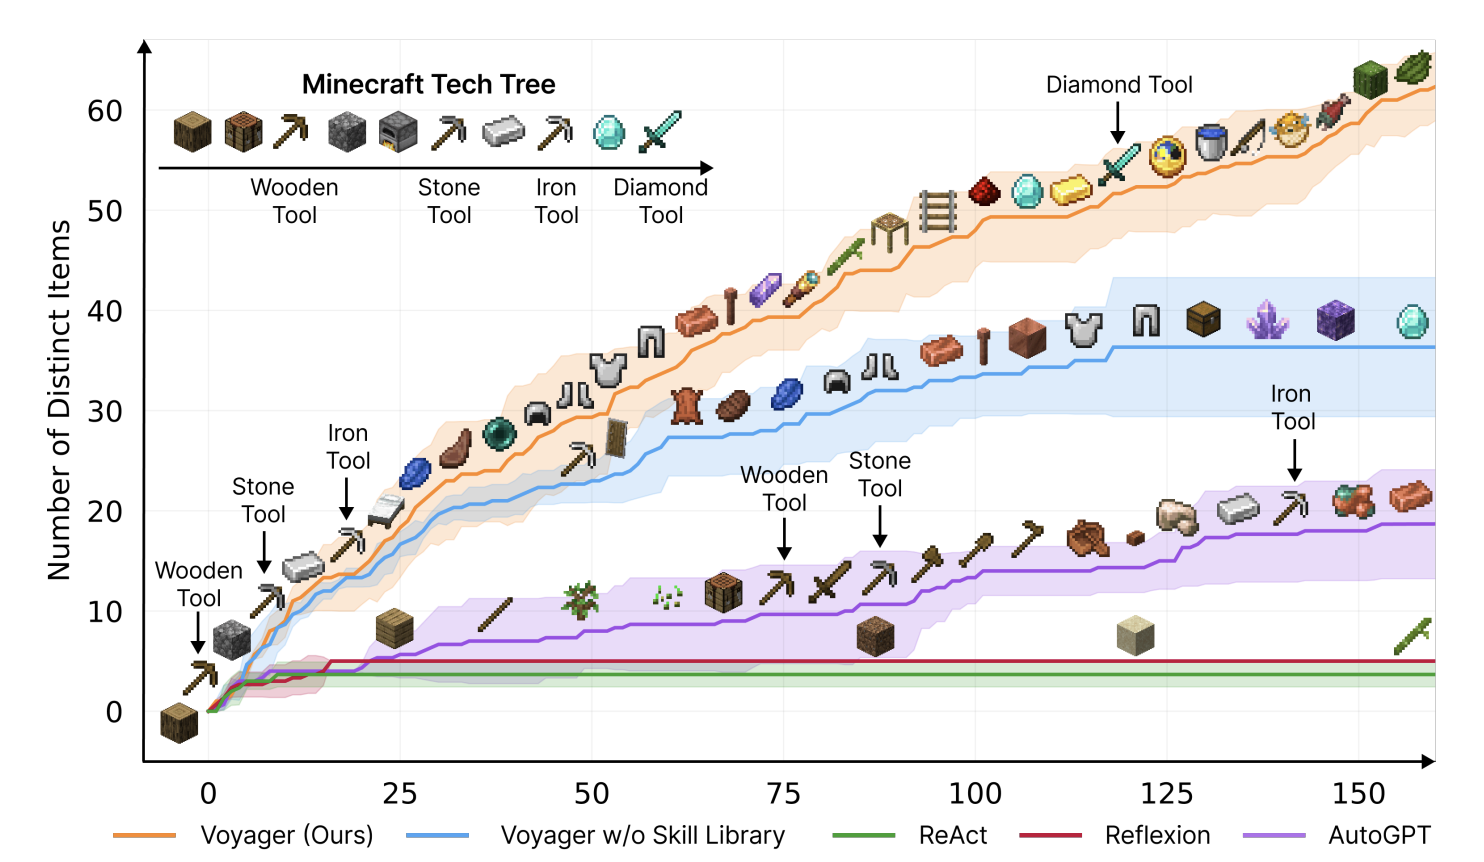 Minecraft Tech Tree
Wooden
Tool
Stone
Tool
Iron
Tool
Diamond
Tool
Diamond Tool
Iron
Tool
Stone
Tool
Wooden
Tool
Wooden
Tool
Stone
Tool
Iron
Tool
Number of Distinct Items
60
50
40
30
20
10
0
0 25 50 75 100 125 150
Voyager (Ours) Voyager w/o Skill Library ReAct Reflexion AutoGPT